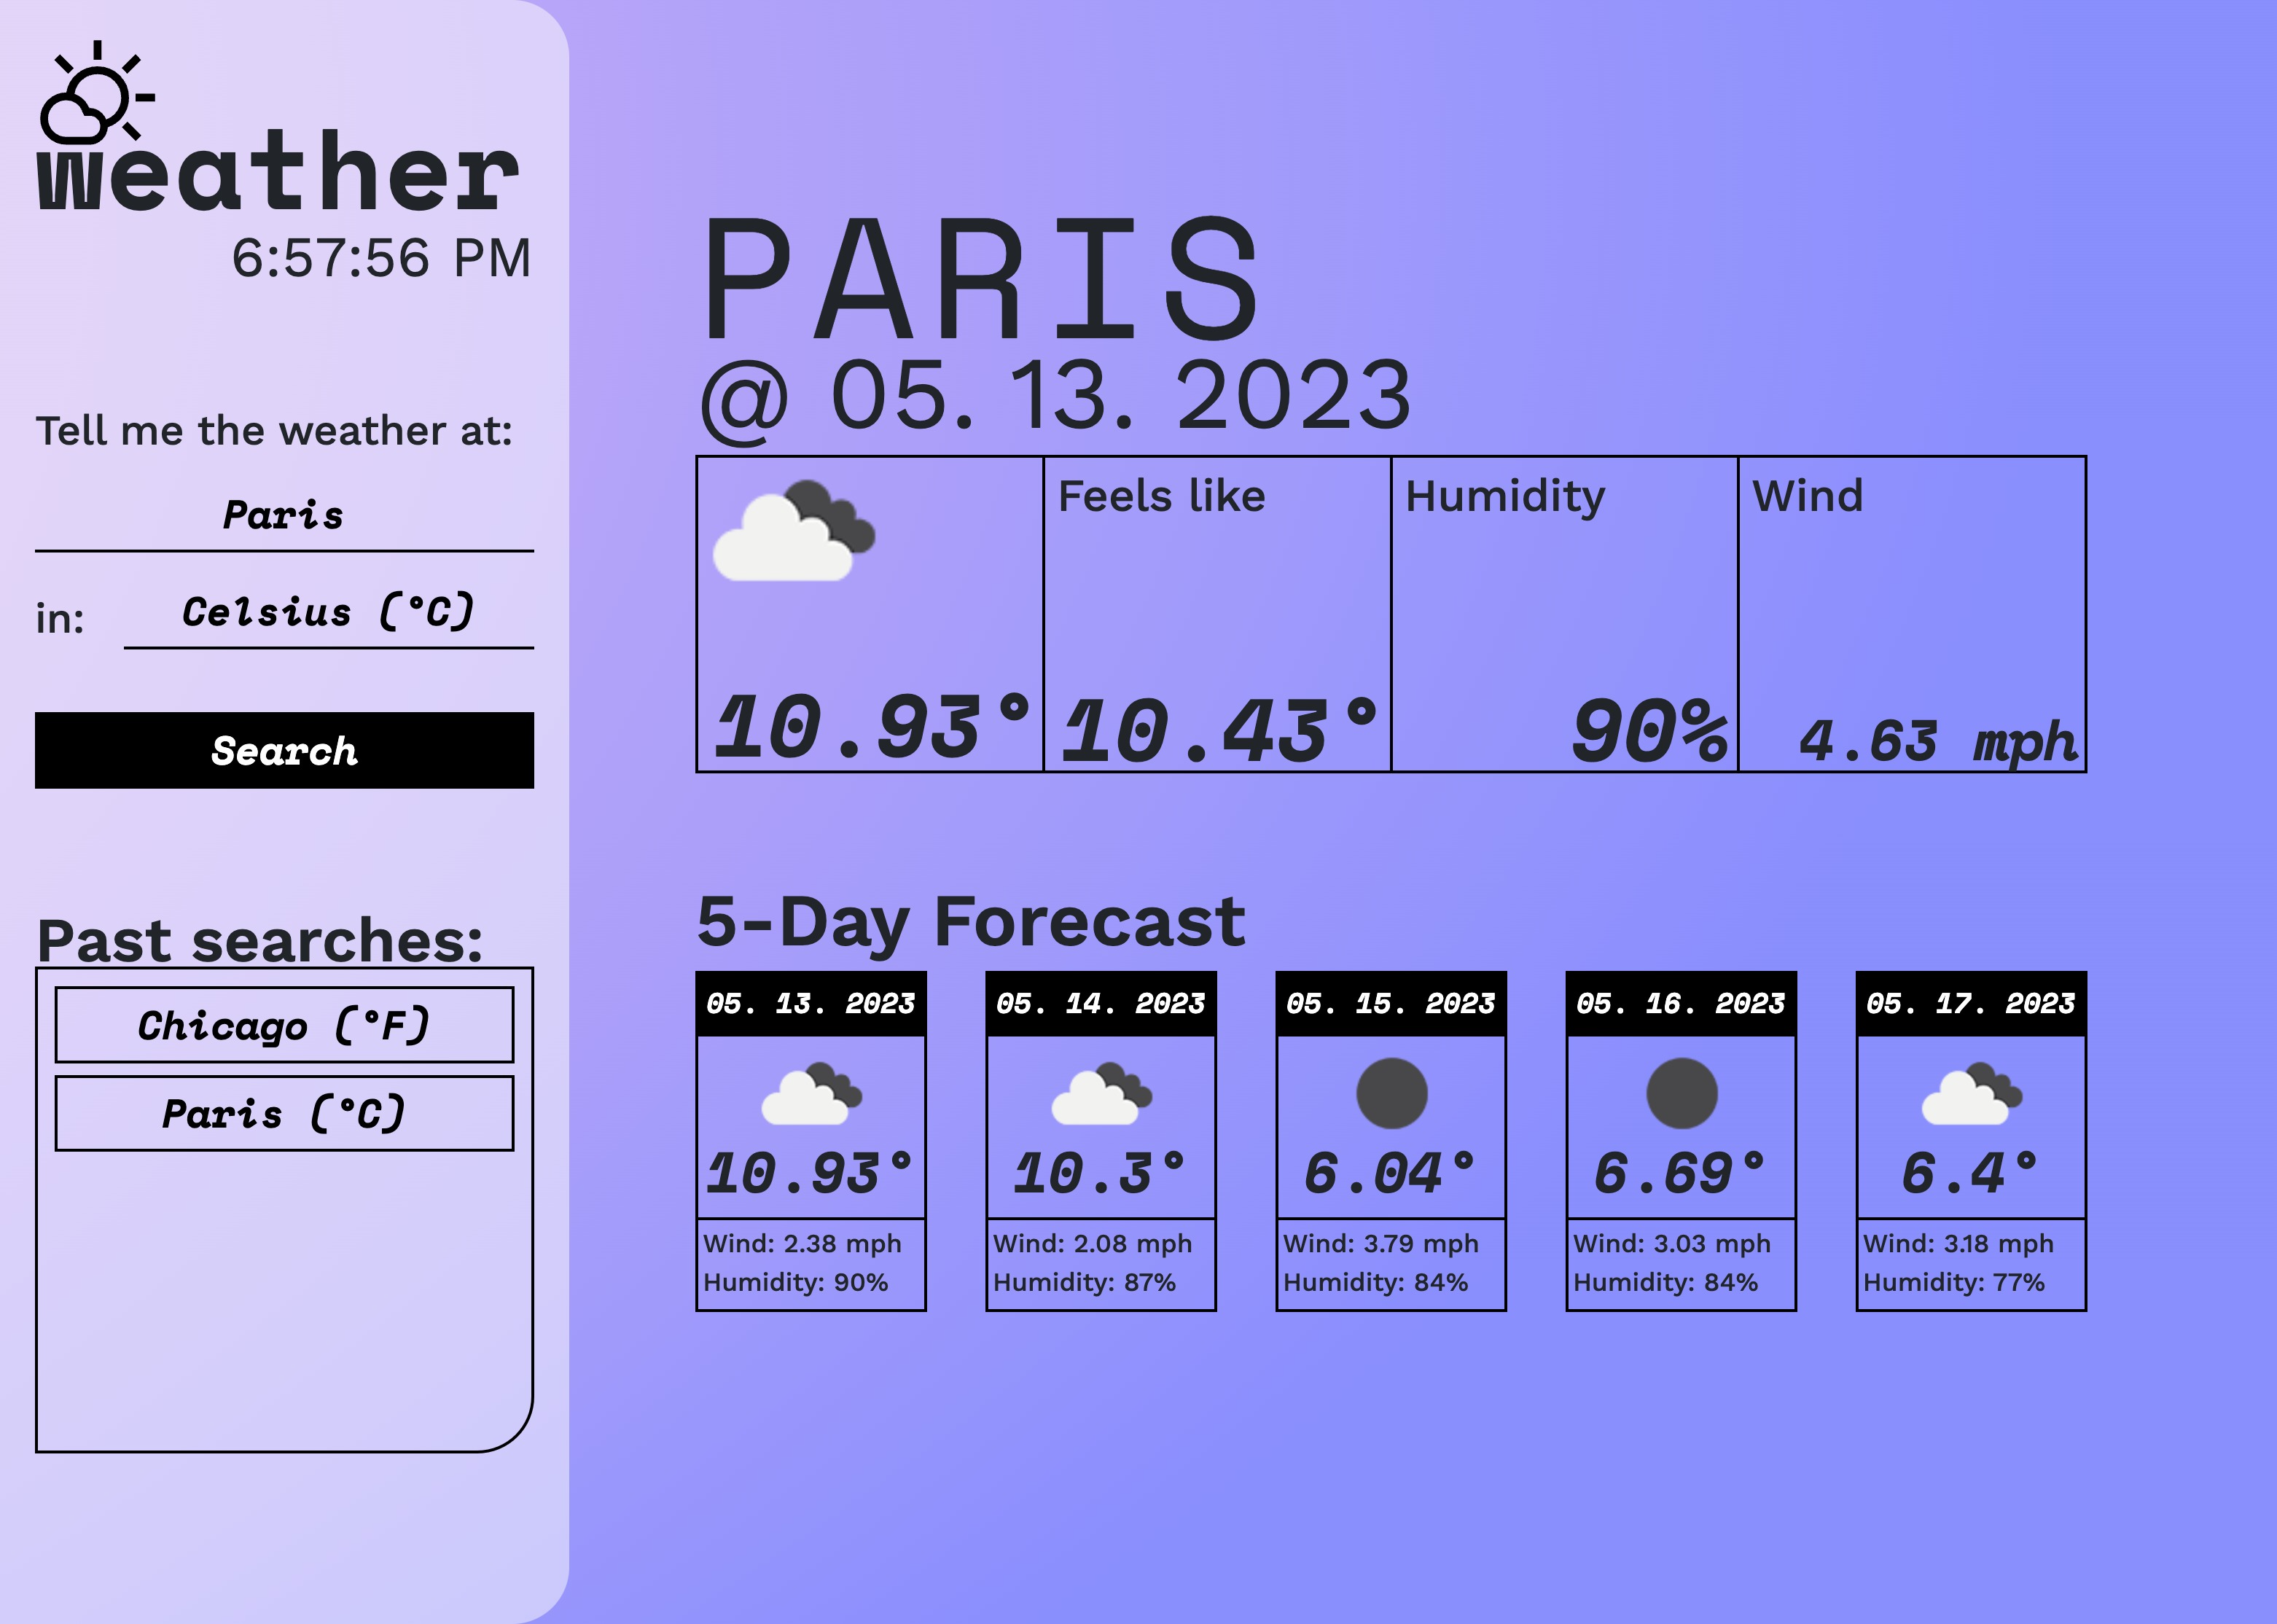 Weather
6:57:56 PM
Tell me the weather at:
Paris
in: Celsius (°C)
Search
Past searches:
Chicago (°F)
Paris (°C)
PARIS
@ 05. 13. 2023
Feels like Humidity Wind
10.93° 10.43° 90% 4.63 mph
5-Day Forecast
05. 13. 2023 05. 14. 2023 05. 15. 2023 05. 16. 2023 05. 17. 2023
10.93° 10.3° 6.04° 6.69° 6.4°
Wind: 2.38 mph Wind: 2.08 mph Wind: 3.79 mph Wind: 3.03 mph Wind: 3.18 mph
Humidity: 90% Humidity: 87% Humidity: 84% Humidity: 84% Humidity: 77%